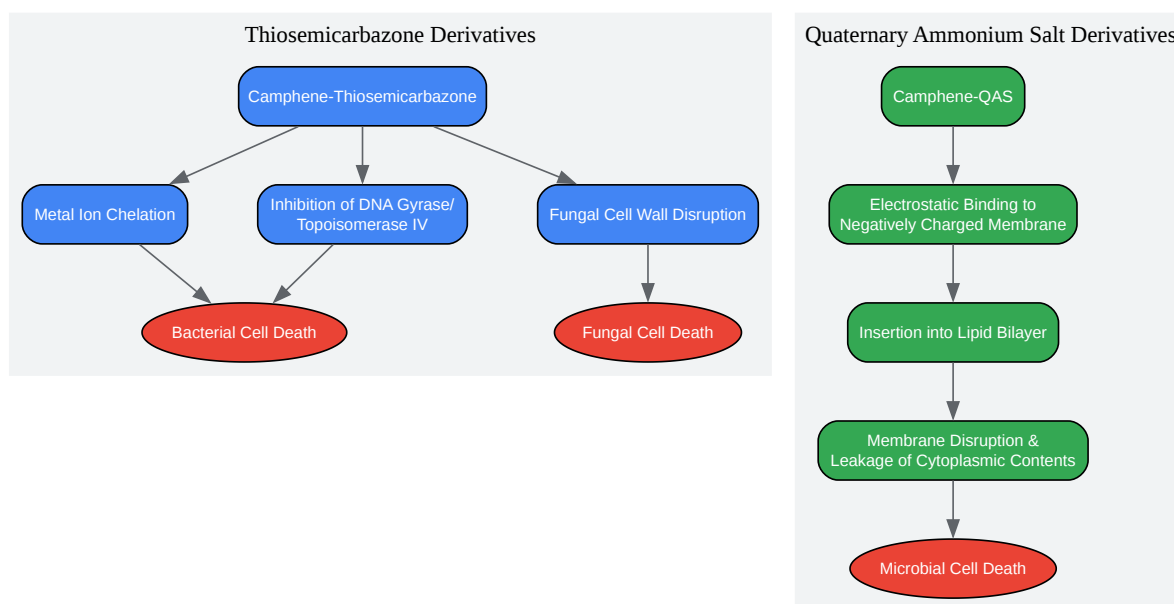 Thiosemicarbazone Derivatives
Camphene-Thiosemicarbazone
Metal Ion Chelation
Inhibition of DNA Gyrase/
Topoisomerase IV
Fungal Cell Wall Disruption
Bacterial Cell Death
Fungal Cell Death
Quaternary Ammonium Salt Derivatives
Camphene-QAS
Electrostatic Binding to
Negatively Charged Membrane
Insertion into Lipid Bilayer
Membrane Disruption &
Leakage of Cytoplasmic Contents
Microbial Cell Death